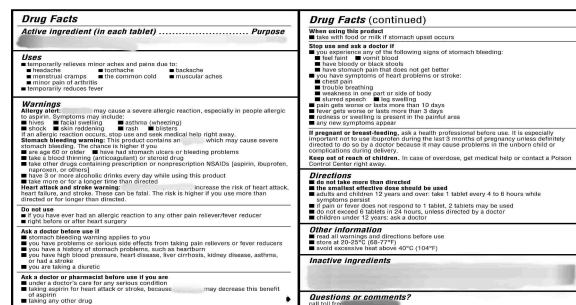 Drug Facts
Active ingredient (in each tablet) Purpose
Uses
■ temporarily relieves minor aches and pains due to:
■ headache ■ toothache ■ backache
■ menstrual cramps ■ the common cold ■ muscular aches
■ minor pain of arthritis
■ temporarily reduces fever
Warnings
Allergy alert: may cause a severe allergic reaction, especially in people allergic
to aspirin. Symptoms may include:
■ hives ■ facial swelling ■ asthma (wheezing)
■ shock ■ skin reddening ■ rash ■ blisters
If an allergic reaction occurs, stop use and seek medical help right away.
Stomach bleeding warning: This product contains an which may cause severe
stomach bleeding. The chance is higher if you
■ are age 60 or older ■ have had stomach ulcers or bleeding problems
■ take a blood thinning (anticoagulant) or steroid drug
■ take other drugs containing prescription or nonprescription NSAIDs [aspirin, ibuprofen,
naproxen, or others]
■ have 3 or more alcoholic drinks every day while using this product
■ take more or for a longer time than directed
Heart attack and stroke warning: increase the risk of heart attack,
heart failure, and stroke. These can be fatal. The risk is higher if you use more than
directed or for longer than directed.
Do not use
■ if you have ever had an allergic reaction to any other pain reliever/fever reducer
■ right before or after heart surgery
Ask a doctor before use if
■ stomach bleeding warning applies to you
■ you have problems or serious side effects from taking pain relievers or fever reducers
■ you have a history of stomach problems, such as heartburn
■ you have high blood pressure, heart disease, liver cirrhosis, kidney disease, asthma,
or had a stroke
■ you are taking a diuretic
Ask a doctor or pharmacist before use if you are
■ under a doctor's care for any serious condition
■ taking aspirin for heart attack or stroke, because may decrease this benefit
of aspirin
■ taking any other drug
Drug Facts (continued)
When using this product
■ take with food or milk if stomach upset occurs
Stop use and ask a doctor if
■ you experience any of the following signs of stomach bleeding:
■ feel faint ■ vomit blood
■ have bloody or black stools
■ have stomach pain that does not get better
■ you have symptoms of heart problems or stroke:
■ chest pain
■ trouble breathing
■ weakness in one part or side of body
■ slurred speech ■ leg swelling
■ pain gets worse or lasts more than 10 days
■ fever gets worse or lasts more than 3 days
■ redness or swelling is present in the painful area
■ any new symptoms appear
If pregnant or breast-feeding, ask a health professional before use. It is especially
important not to use ibuprofen during the last 3 months of pregnancy unless definitely
directed to do so by a doctor because it may cause problems in the unborn child or
complications during delivery.
Keep out of reach of children. In case of overdose, get medical help or contact a Poison
Control Center right away.
Directions
■ do not take more than directed
■ the smallest effective dose should be used
■ adults and children 12 years and over: take 1 tablet every 4 to 6 hours while
symptoms persist
■ if pain or fever does not respond to 1 tablet, 2 tablets may be used
■ do not exceed 6 tablets in 24 hours, unless directed by a doctor
■ children under 12 years: ask a doctor
Other information
■ read all warnings and directions before use
■ store at 20-25°C (68-77°F)
■ avoid excessive heat above 40°C (104°F)
Inactive ingredients
Questions or comments?
call toll free